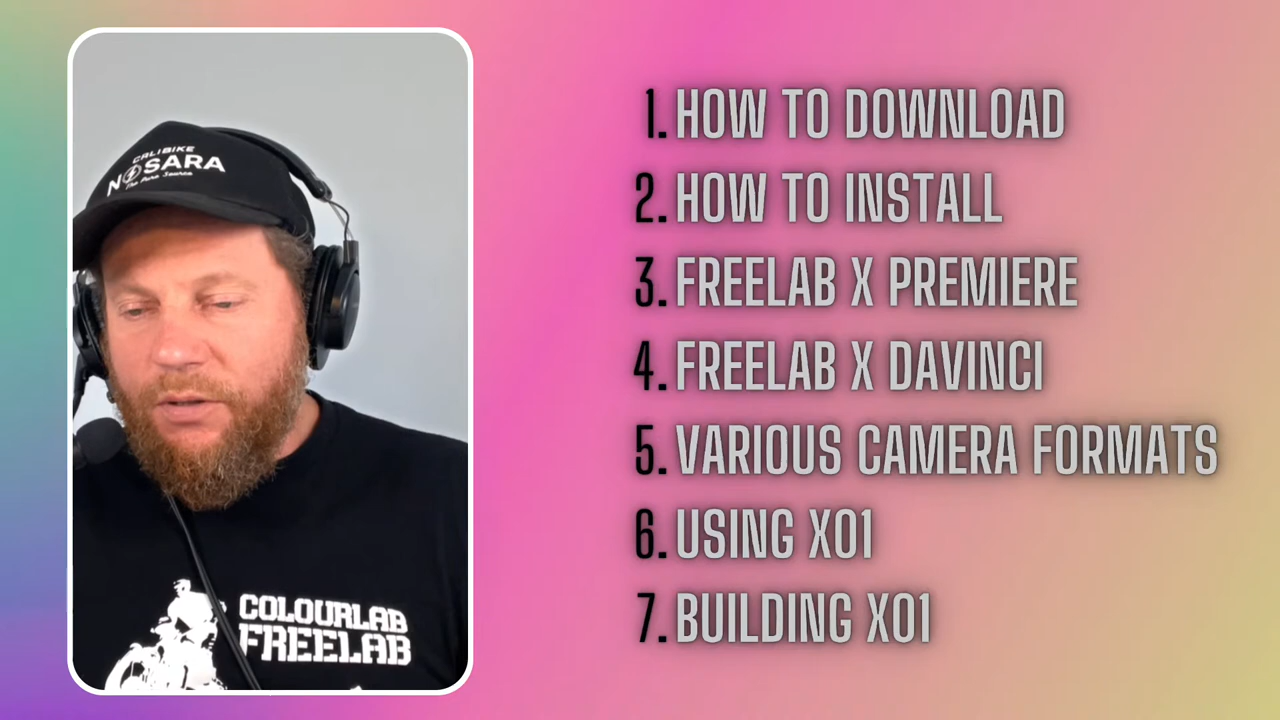 CALIBIKE
NOSARA
The Pura Source
COLOURLAB
FREELAB
1. HOW TO DOWNLOAD
2. HOW TO INSTALL
3. FREELAB X PREMIERE
4. FREELAB X DAVINCI
5. VARIOUS CAMERA FORMATS
6. USING X01
7. BUILDING X01